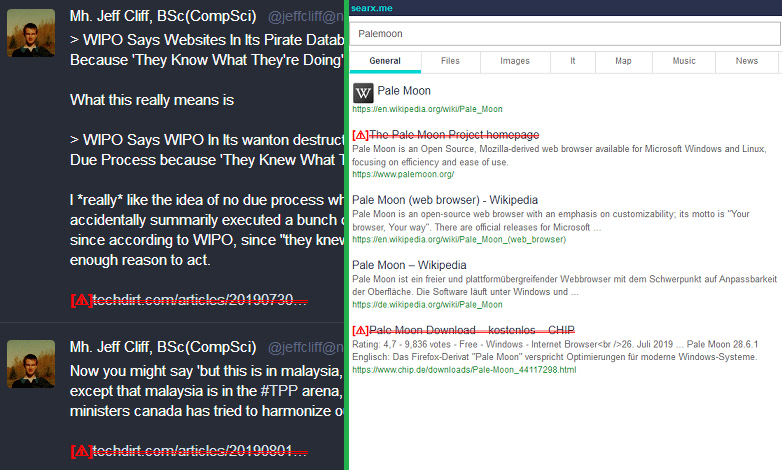 Mh. Jeff Cliff, BSc(CompSci) @jeffcliff@n
> WIPO Says Websites In Its Pirate Datab
Because 'They Know What They're Doing'
What this really means is
> WIPO Says WIPO In Its wanton destruct
Due Process because 'They Knew What T
I *really* like the idea of no due process wh
accidentally summarily executed a bunch o
since according to WIPO, since "they knew
enough reason to act.
[⚠]techdirt.com/articles/20190730…
Mh. Jeff Cliff, BSc(CompSci) @jeffcliff@n
Now you might say 'but this is in malaysia,
except that malaysia is in the #TPP arena,
ministers canada has tried to harmonize ou
[⚠]techdirt.com/articles/20190801…
searx.me
Palemoon
General Files Images It Map Music News
W Pale Moon
https://en.wikipedia.org/wiki/Pale_Moon
[⚠]The Pale Moon Project homepage
Pale Moon is an Open Source, Mozilla-derived web browser available for Microsoft Windows and Linux,
focusing on efficiency and ease of use.
https://www.palemoon.org/
Pale Moon (web browser) - Wikipedia
Pale Moon is an open-source web browser with an emphasis on customizability; its motto is "Your
browser, Your way". There are official releases for Microsoft …
https://en.wikipedia.org/wiki/Pale_Moon_(web_browser)
Pale Moon – Wikipedia
Pale Moon ist ein freier und plattformübergreifender Webbrowser mit dem Schwerpunkt auf Anpassbarkeit
der Oberfläche. Die Software läuft unter Windows und …
https://de.wikipedia.org/wiki/Pale_Moon
[⚠]Pale Moon Download – kostenlos – CHIP
Rating: 4,7 - 9,836 votes - Free - Windows - Internet Browser<br />26. Juli 2019 ... Pale Moon 28.6.1
Englisch: Das Firefox-Derivat "Pale Moon" verspricht Optimierungen für moderne Windows-Systeme.
https://www.chip.de/downloads/Pale-Moon_44117298.html